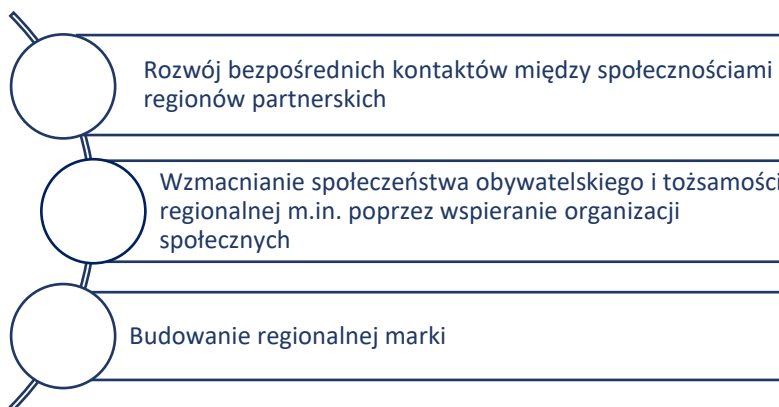 Rozwój bezpośrednich kontaktów między społecznościami
regionów partnerskich
Wzmacnianie społeczeństwa obywatelskiego i tożsamości
regionalnej m.in. poprzez wspieranie organizacji
społecznych
Budowanie regionalnej marki